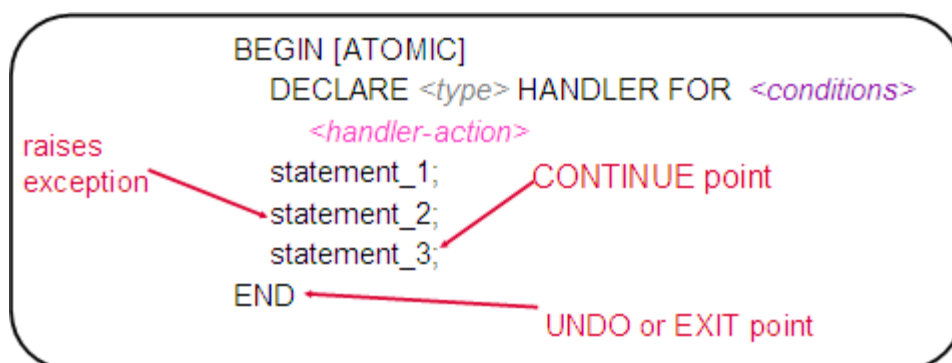 BEGIN [ATOMIC]
DECLARE <type> HANDLER FOR <conditions>
<handler-action>
raises
exception
statement_1;
CONTINUE point
statement_2;
statement_3;
END
UNDO or EXIT point